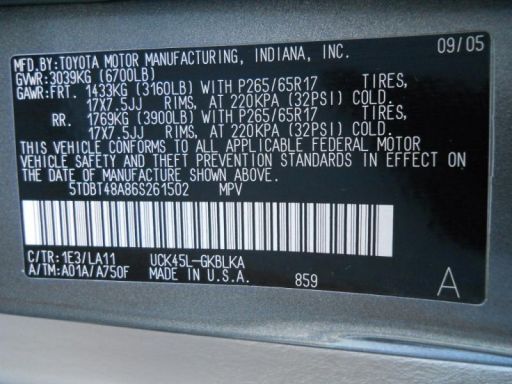 MFD. BY: TOYOTA MOTOR MANUFACTURING, INDIANA, INC. 09/05
GVWR: 3039KG (6700LB)
GAWR: FRT. 1433KG (3160LB) WITH P265/65R17 TIRES,
17X7.5JJ RIMS, AT 220KPA (32PSI) COLD.
RR. 1769KG (3900LB) WITH P265/65R17 TIRES,
17X7.5JJ RIMS, AT 220KPA (32PSI) COLD.
THIS VEHICLE CONFORMS TO ALL APPLICABLE FEDERAL MOTOR
VEHICLE SAFETY AND THEFT PREVENTION STANDARDS IN EFFECT ON
THE DATE OF MANUFACTURE SHOWN ABOVE.
5TDBT48A86S261502 MPV
C/TR: 1E3/LA11 UCK45L-GKBLKA
A/TM: A01A/A750F MADE IN U.S.A. 859 A